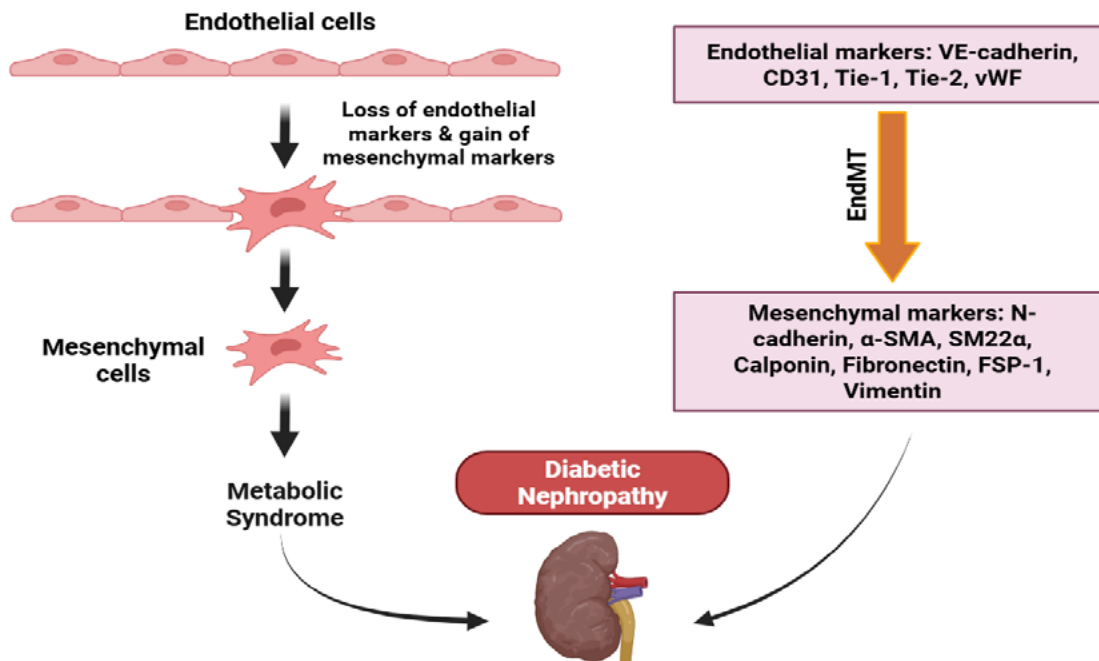 Endothelial cells
Loss of endothelial
markers & gain of
mesenchymal markers
Mesenchymal
cells
Metabolic
Syndrome
Endothelial markers: VE-cadherin,
CD31, Tie-1, Tie-2, vWF
EndMT
Mesenchymal markers: N-
cadherin, α-SMA, SM22α,
Calponin, Fibronectin, FSP-1,
Vimentin
Diabetic
Nephropathy